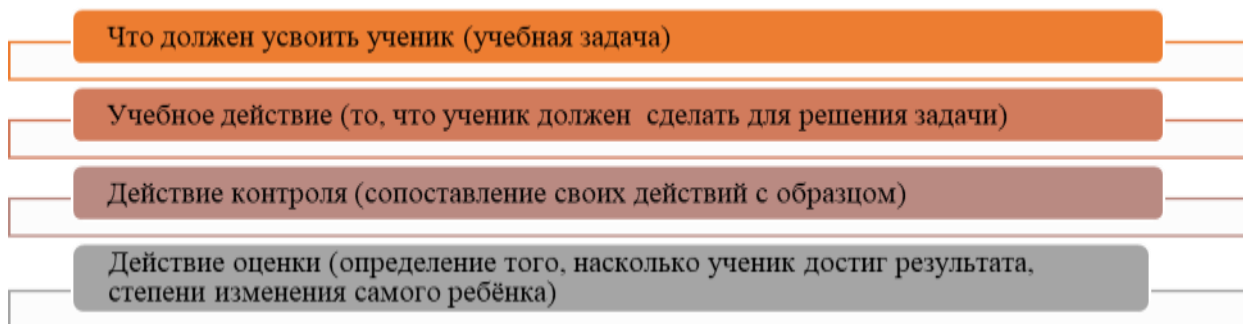 Что должен усвоить ученик (учебная задача)
Учебное действие (то, что ученик должен  сделать для решения задачи)
Действие контроля (сопоставление своих действий с образцом)
Действие оценки (определение того, насколько ученик достиг результата,
степени изменения самого ребёнка)